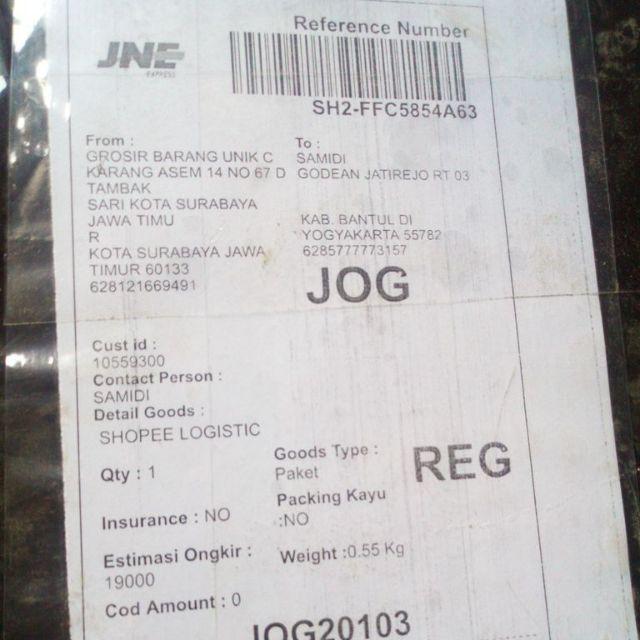 JNE
EXPRESS
Reference Number
SH2-FFC5854A63
From :
GROSIR BARANG UNIK C
KARANG ASEM 14 NO 67 D
TAMBAK
SARI KOTA SURABAYA
JAWA TIMU
R
KOTA SURABAYA JAWA
TIMUR 60133
628121669491
To :
SAMIDI
GODEAN JATIREJO RT 03
KAB. BANTUL DI
YOGYAKARTA 55782
6285777773157
JOG
Cust id :
10559300
Contact Person :
SAMIDI
Detail Goods :
SHOPEE LOGISTIC
Qty : 1
Goods Type :
Paket
REG
Insurance : NO
Packing Kayu
:NO
Estimasi Ongkir :
19000
Weight :0.55 Kg
Cod Amount : 0
JOG20103